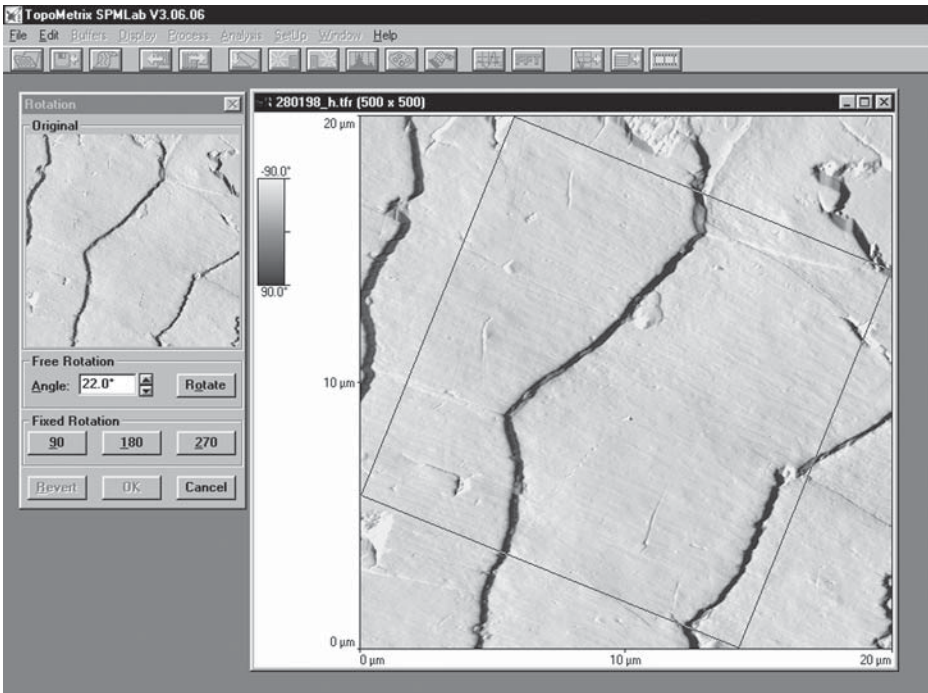 TopoMetrix SPMLab V3.06.06
File Edit Buffers Display Process Analysis SetUp Window Help
FFT
Rotation
Original
Free Rotation
Angle: 22.0° Rotate
Fixed Rotation
90 180 270
Revert OK Cancel
280198_h.tfr (500 x 500)
20 µm
-90.0°
90.0°
10 µm
0 µm
0 µm 10 µm 20 µm